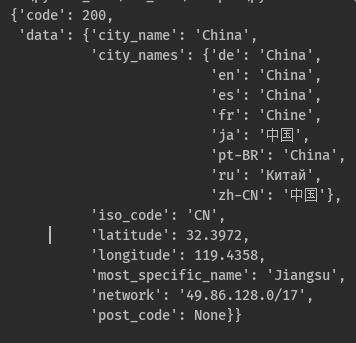 {'code': 200,
 'data': {'city_name': 'China',
          'city_names': {'de': 'China',
                         'en': 'China',
                         'es': 'China',
                         'fr': 'Chine',
                         'ja': '中国',
                         'pt-BR': 'China',
                         'ru': 'Китай',
                         'zh-CN': '中国'},
          'iso_code': 'CN',
          'latitude': 32.3972,
          'longitude': 119.4358,
          'most_specific_name': 'Jiangsu',
          'network': '49.86.128.0/17',
          'post_code': None}}